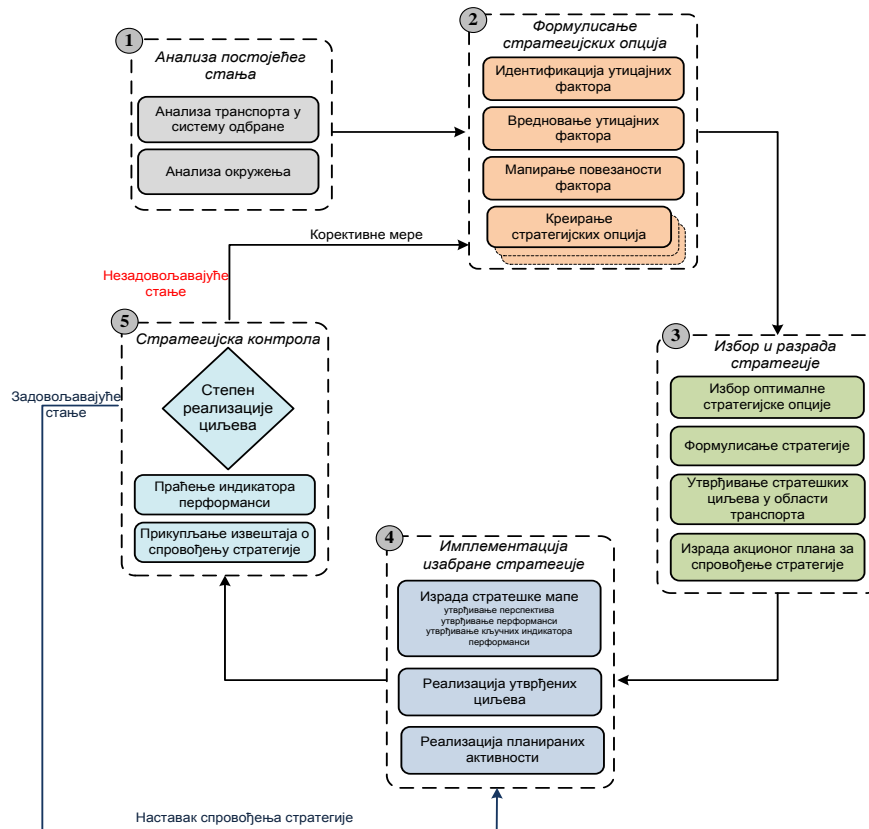 1
Анализа постојећег
стања
Анализа транспорта у
систему одбране
Анализа окружења
2
Формулисање
стратегијских опција
Идентификација утицајних
фактора
Вредновање утицајних
фактора
Мапирање повезаности
фактора
Креирање
стратегијских опција
Корективне мере
Незадовољавајуће
стање
3
Избор и разрада
стратегије
Избор оптималне
стратегијске опције
Формулисање стратегије
Утврђивање стратешких
циљева у области
транспорта
Израда акционог плана за
спровођење стратегије
4
Имплементација
изабране стратегије
Израда стратешке мапе
утврђивање перспектива
утврђивање перформанси
утврђивање кључних индикатора
перформанси
Реализација утврђених
циљева
Реализација планираних
активности
5
Стратегијска контрола
Степен
реализације
циљева
Праћење индикатора
перформанси
Прикупљање извештаја о
спровођењу стратегије
Задовољавајуће
стање
Наставак спровођења стратегије